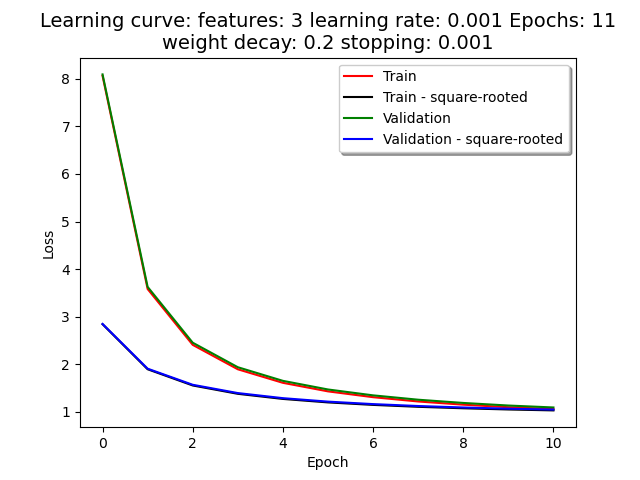 Learning curve: features: 3 learning rate: 0.001 Epochs: 11
weight decay: 0.2 stopping: 0.001
Train
Train - square-rooted
Validation
Validation - square-rooted
8
7
6
5
4
3
2
1
Loss
0
2
4
6
8
10
Epoch